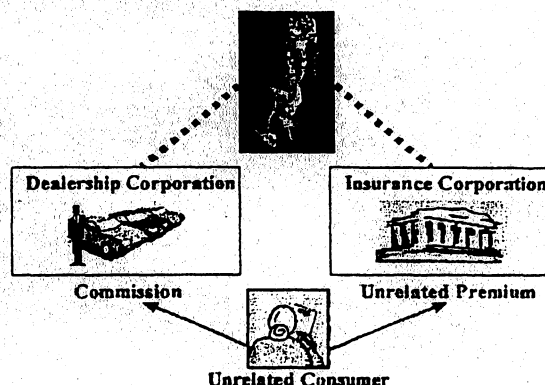 Dealership Corporation
Insurance Corporation
Commission
Unrelated Premium
Unrelated Consumer